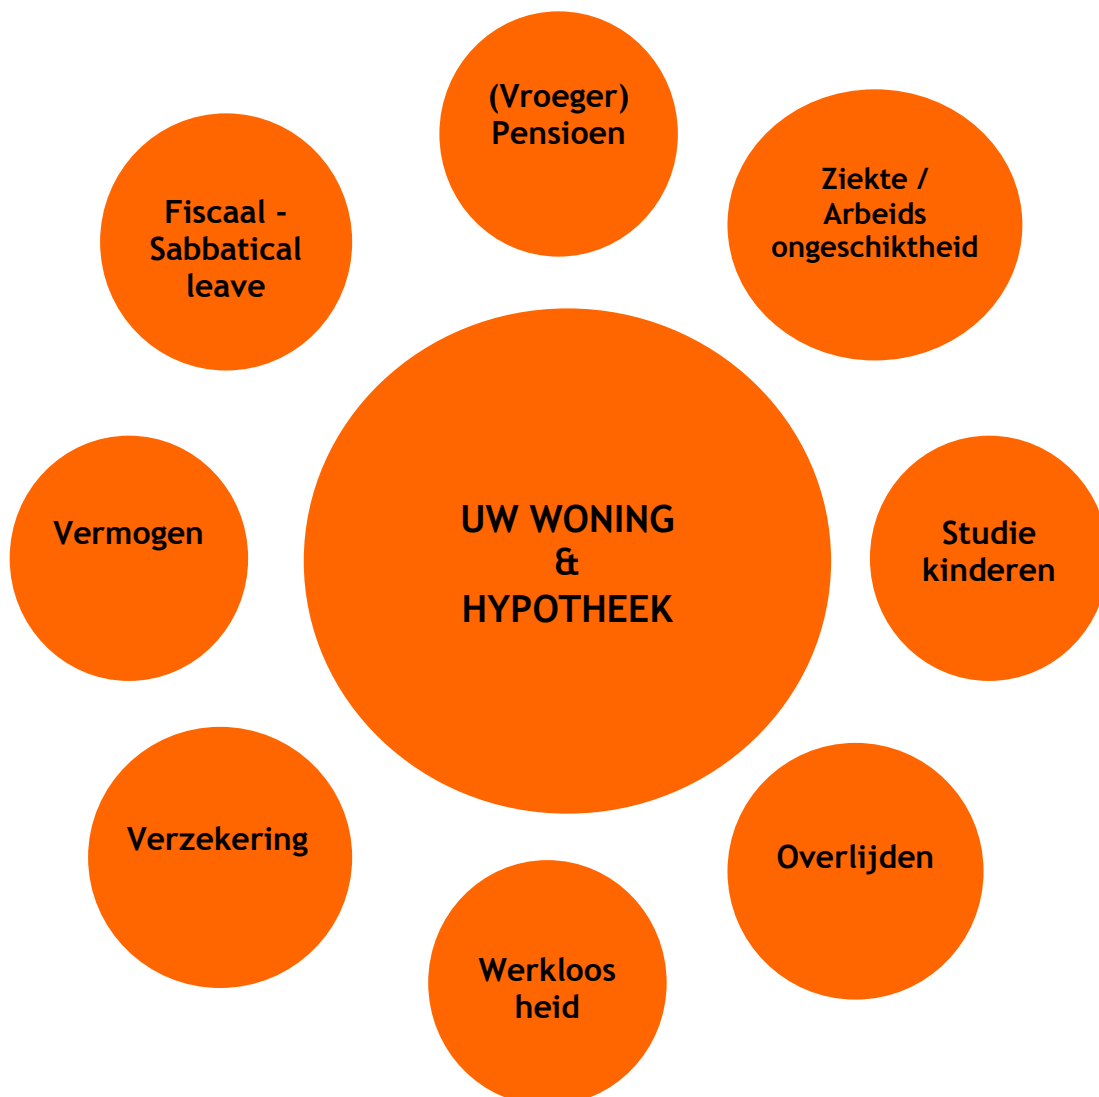 (Vroeger)
Pensioen
Ziekte /
Arbeids
ongeschiktheid
Fiscaal -
Sabbatical
leave
UW WONING
&
HYPOTHEEK
Vermogen
Studie
kinderen
Verzekering
Overlijden
Werkloos
heid